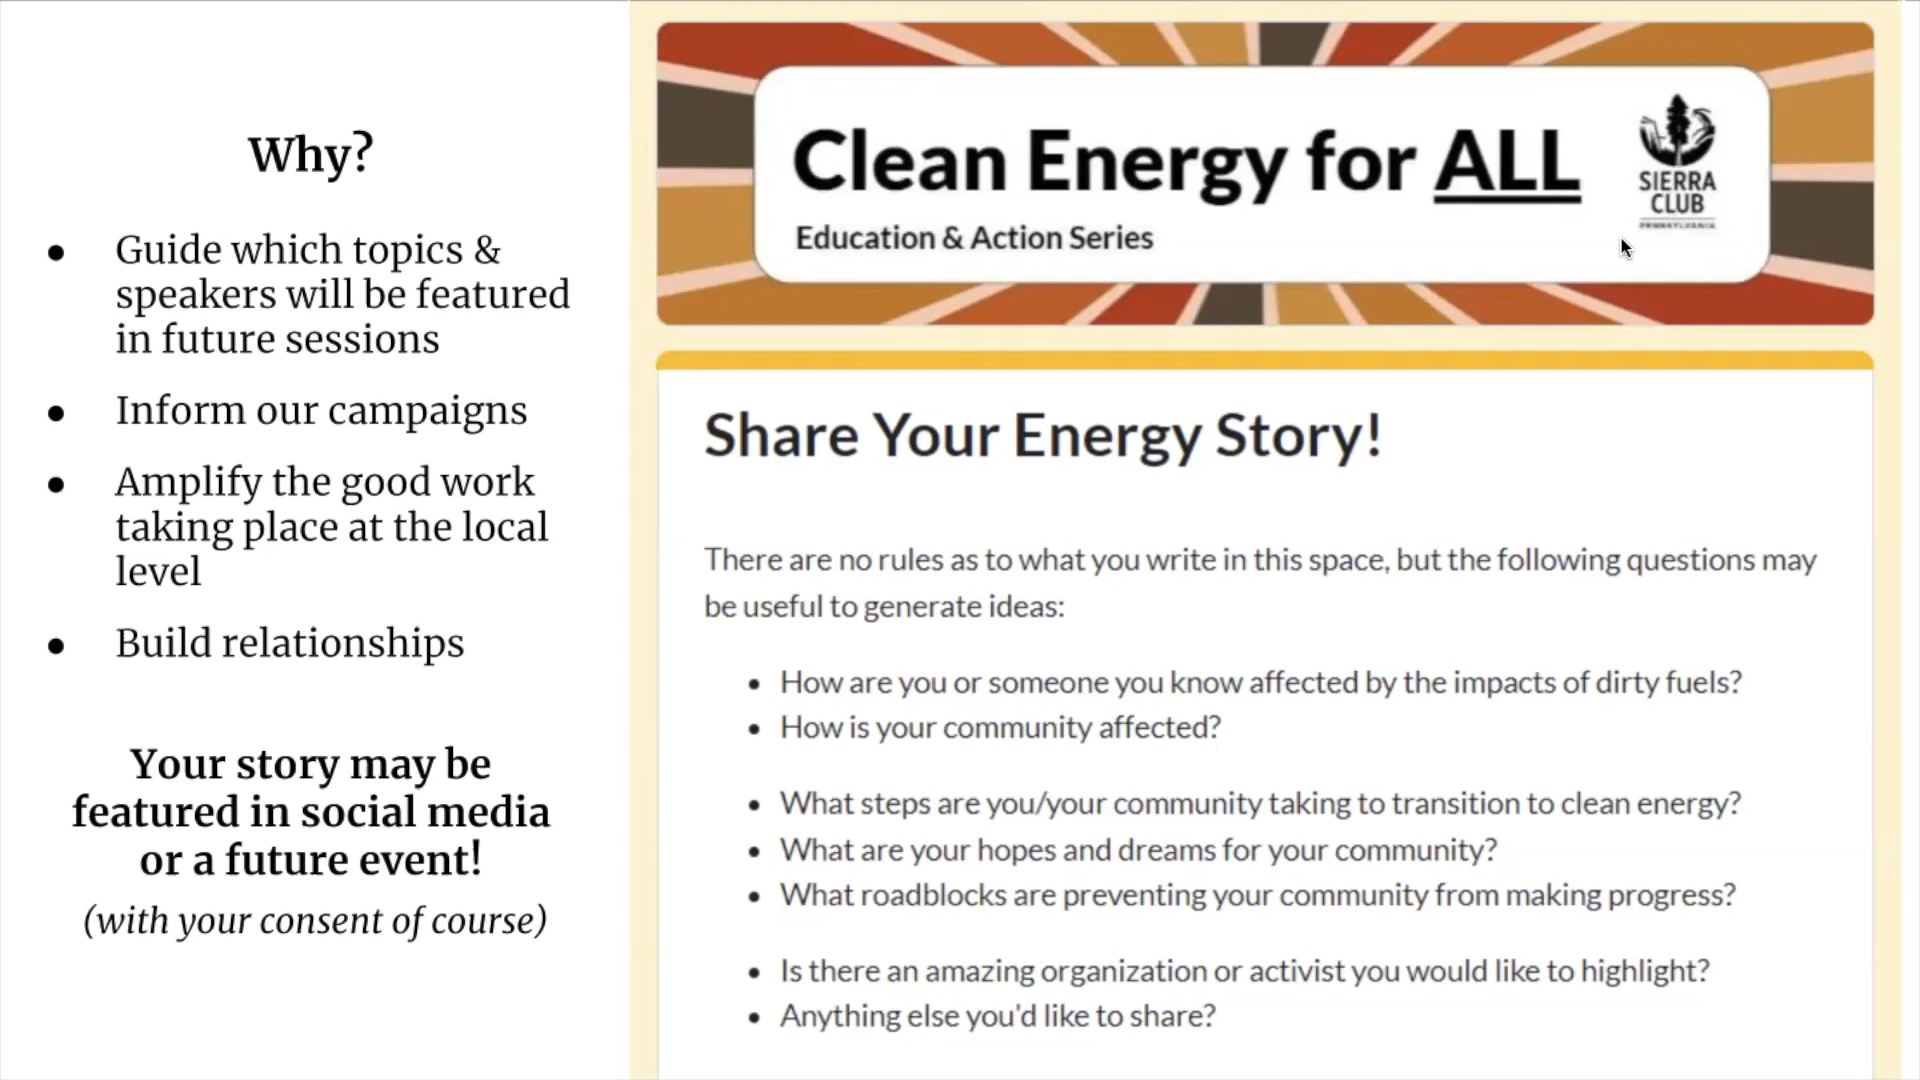 Why?
● Guide which topics &
speakers will be featured
in future sessions
● Inform our campaigns
● Amplify the good work
taking place at the local
level
● Build relationships
Your story may be
featured in social media
or a future event!
(with your consent of course)
Clean Energy for ALL
Education & Action Series
SIERRA
CLUB
PENNSYLVANIA
Share Your Energy Story!
There are no rules as to what you write in this space, but the following questions may
be useful to generate ideas:
• How are you or someone you know affected by the impacts of dirty fuels?
• How is your community affected?
• What steps are you/your community taking to transition to clean energy?
• What are your hopes and dreams for your community?
• What roadblocks are preventing your community from making progress?
• Is there an amazing organization or activist you would like to highlight?
• Anything else you'd like to share?